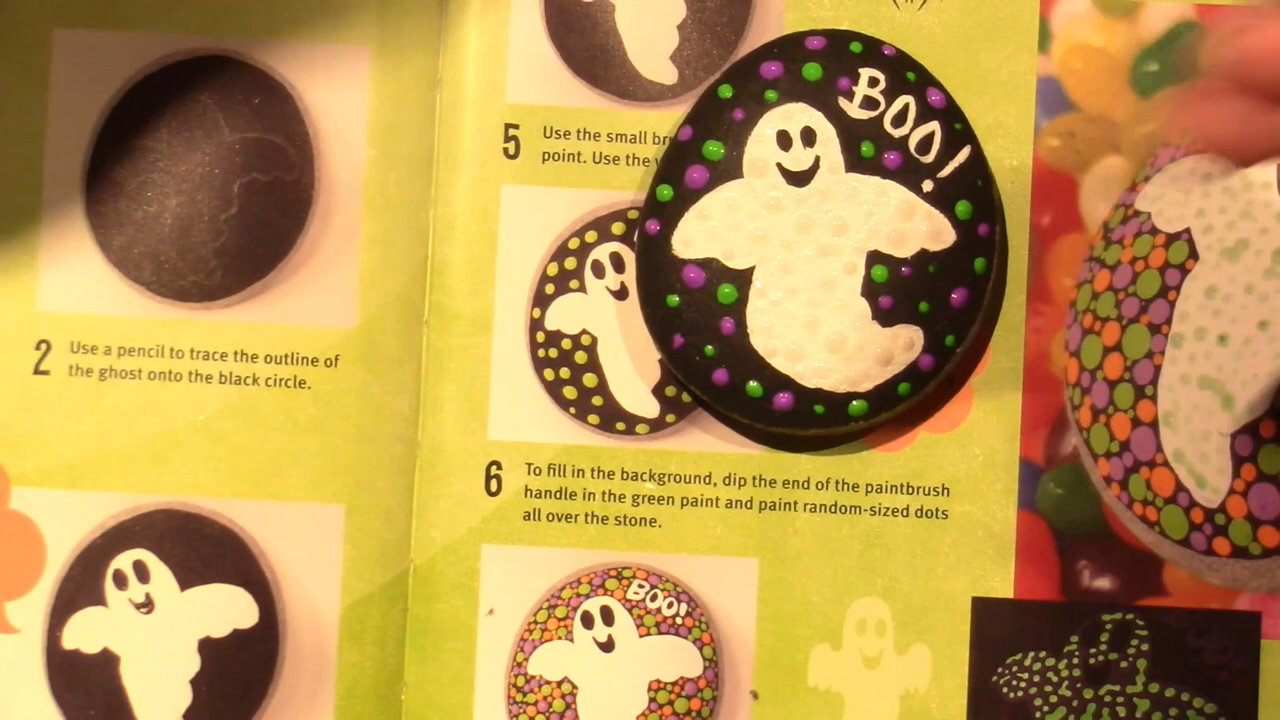 2 Use a pencil to trace the outline of
the ghost onto the black circle.
5 Use the small
point. Use the
BOO!
6 To fill in the background, dip the end of the paintbrush
handle in the green paint and paint random-sized dots
all over the stone.
BOO!